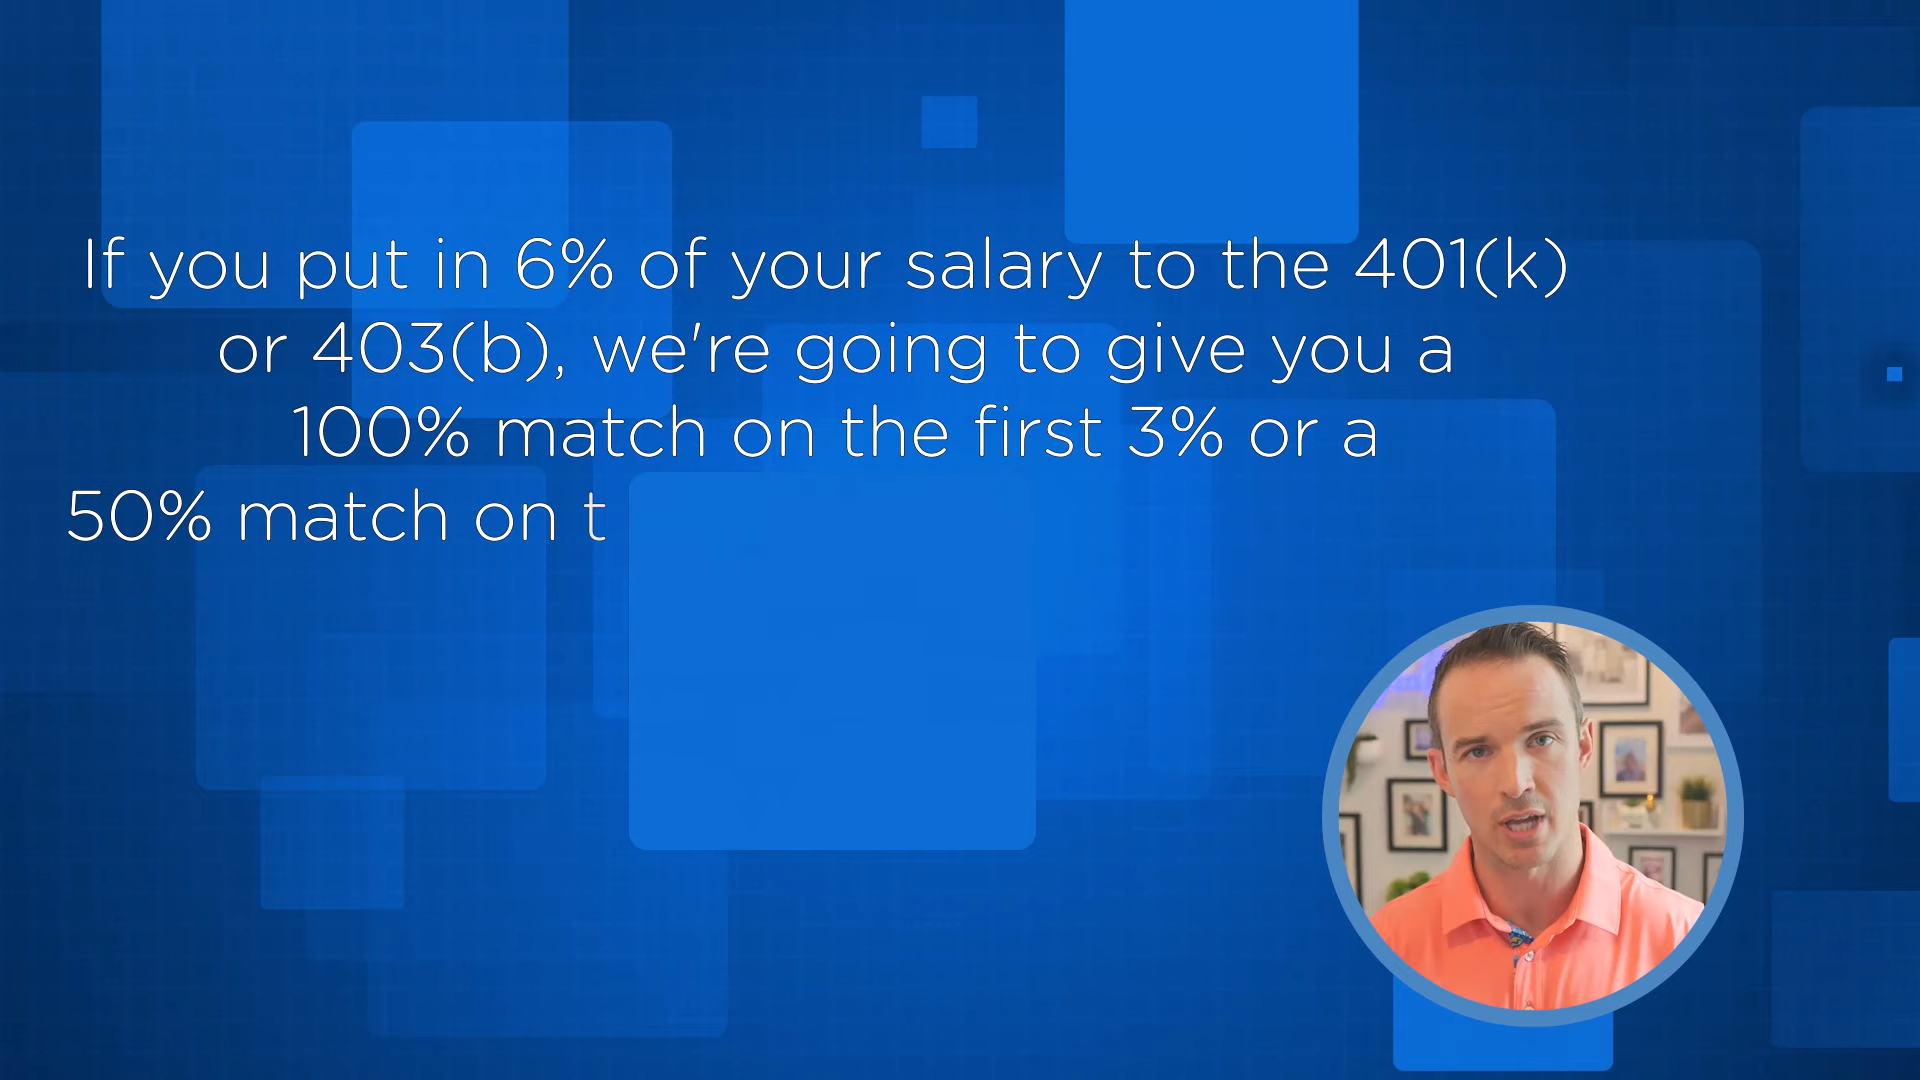 If you put in 6% of your salary to the 401(k)
or 403(b), we're going to give you a
100% match on the first 3% or a
50% match on t